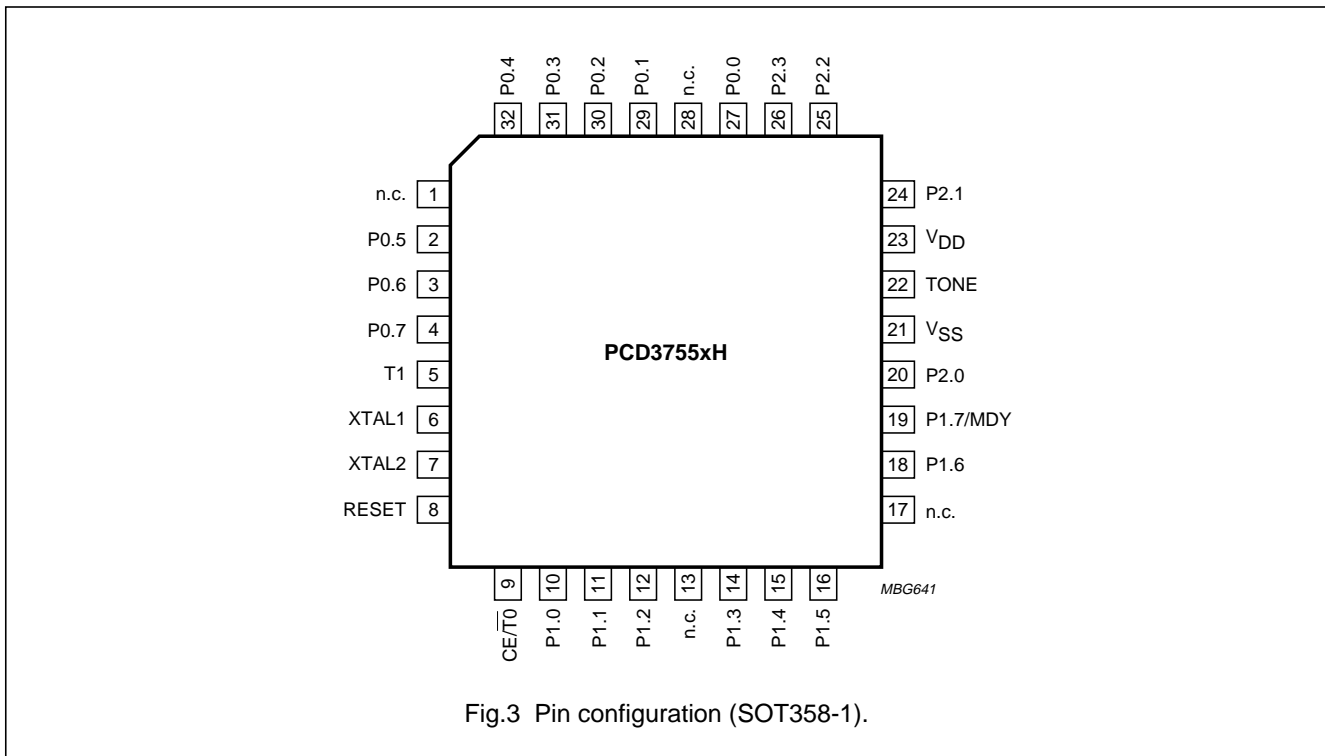 P0.4
P0.3
P0.2
P0.1
n.c.
P0.0
P2.3
P2.2
32
31
30
29
28
27
26
25
n.c. 1
P0.5 2
P0.6 3
P0.7 4
T1 5
XTAL1 6
XTAL2 7
RESET 8
PCD3755xH
24 P2.1
23 VDD
22 TONE
21 VSS
20 P2.0
19 P1.7/MDY
18 P1.6
17 n.c.
9
10
11
12
13
14
15
16
CE/T̅0̅
P1.0
P1.1
P1.2
n.c.
P1.3
P1.4
P1.5
MBG641
Fig.3 Pin configuration (SOT358-1).